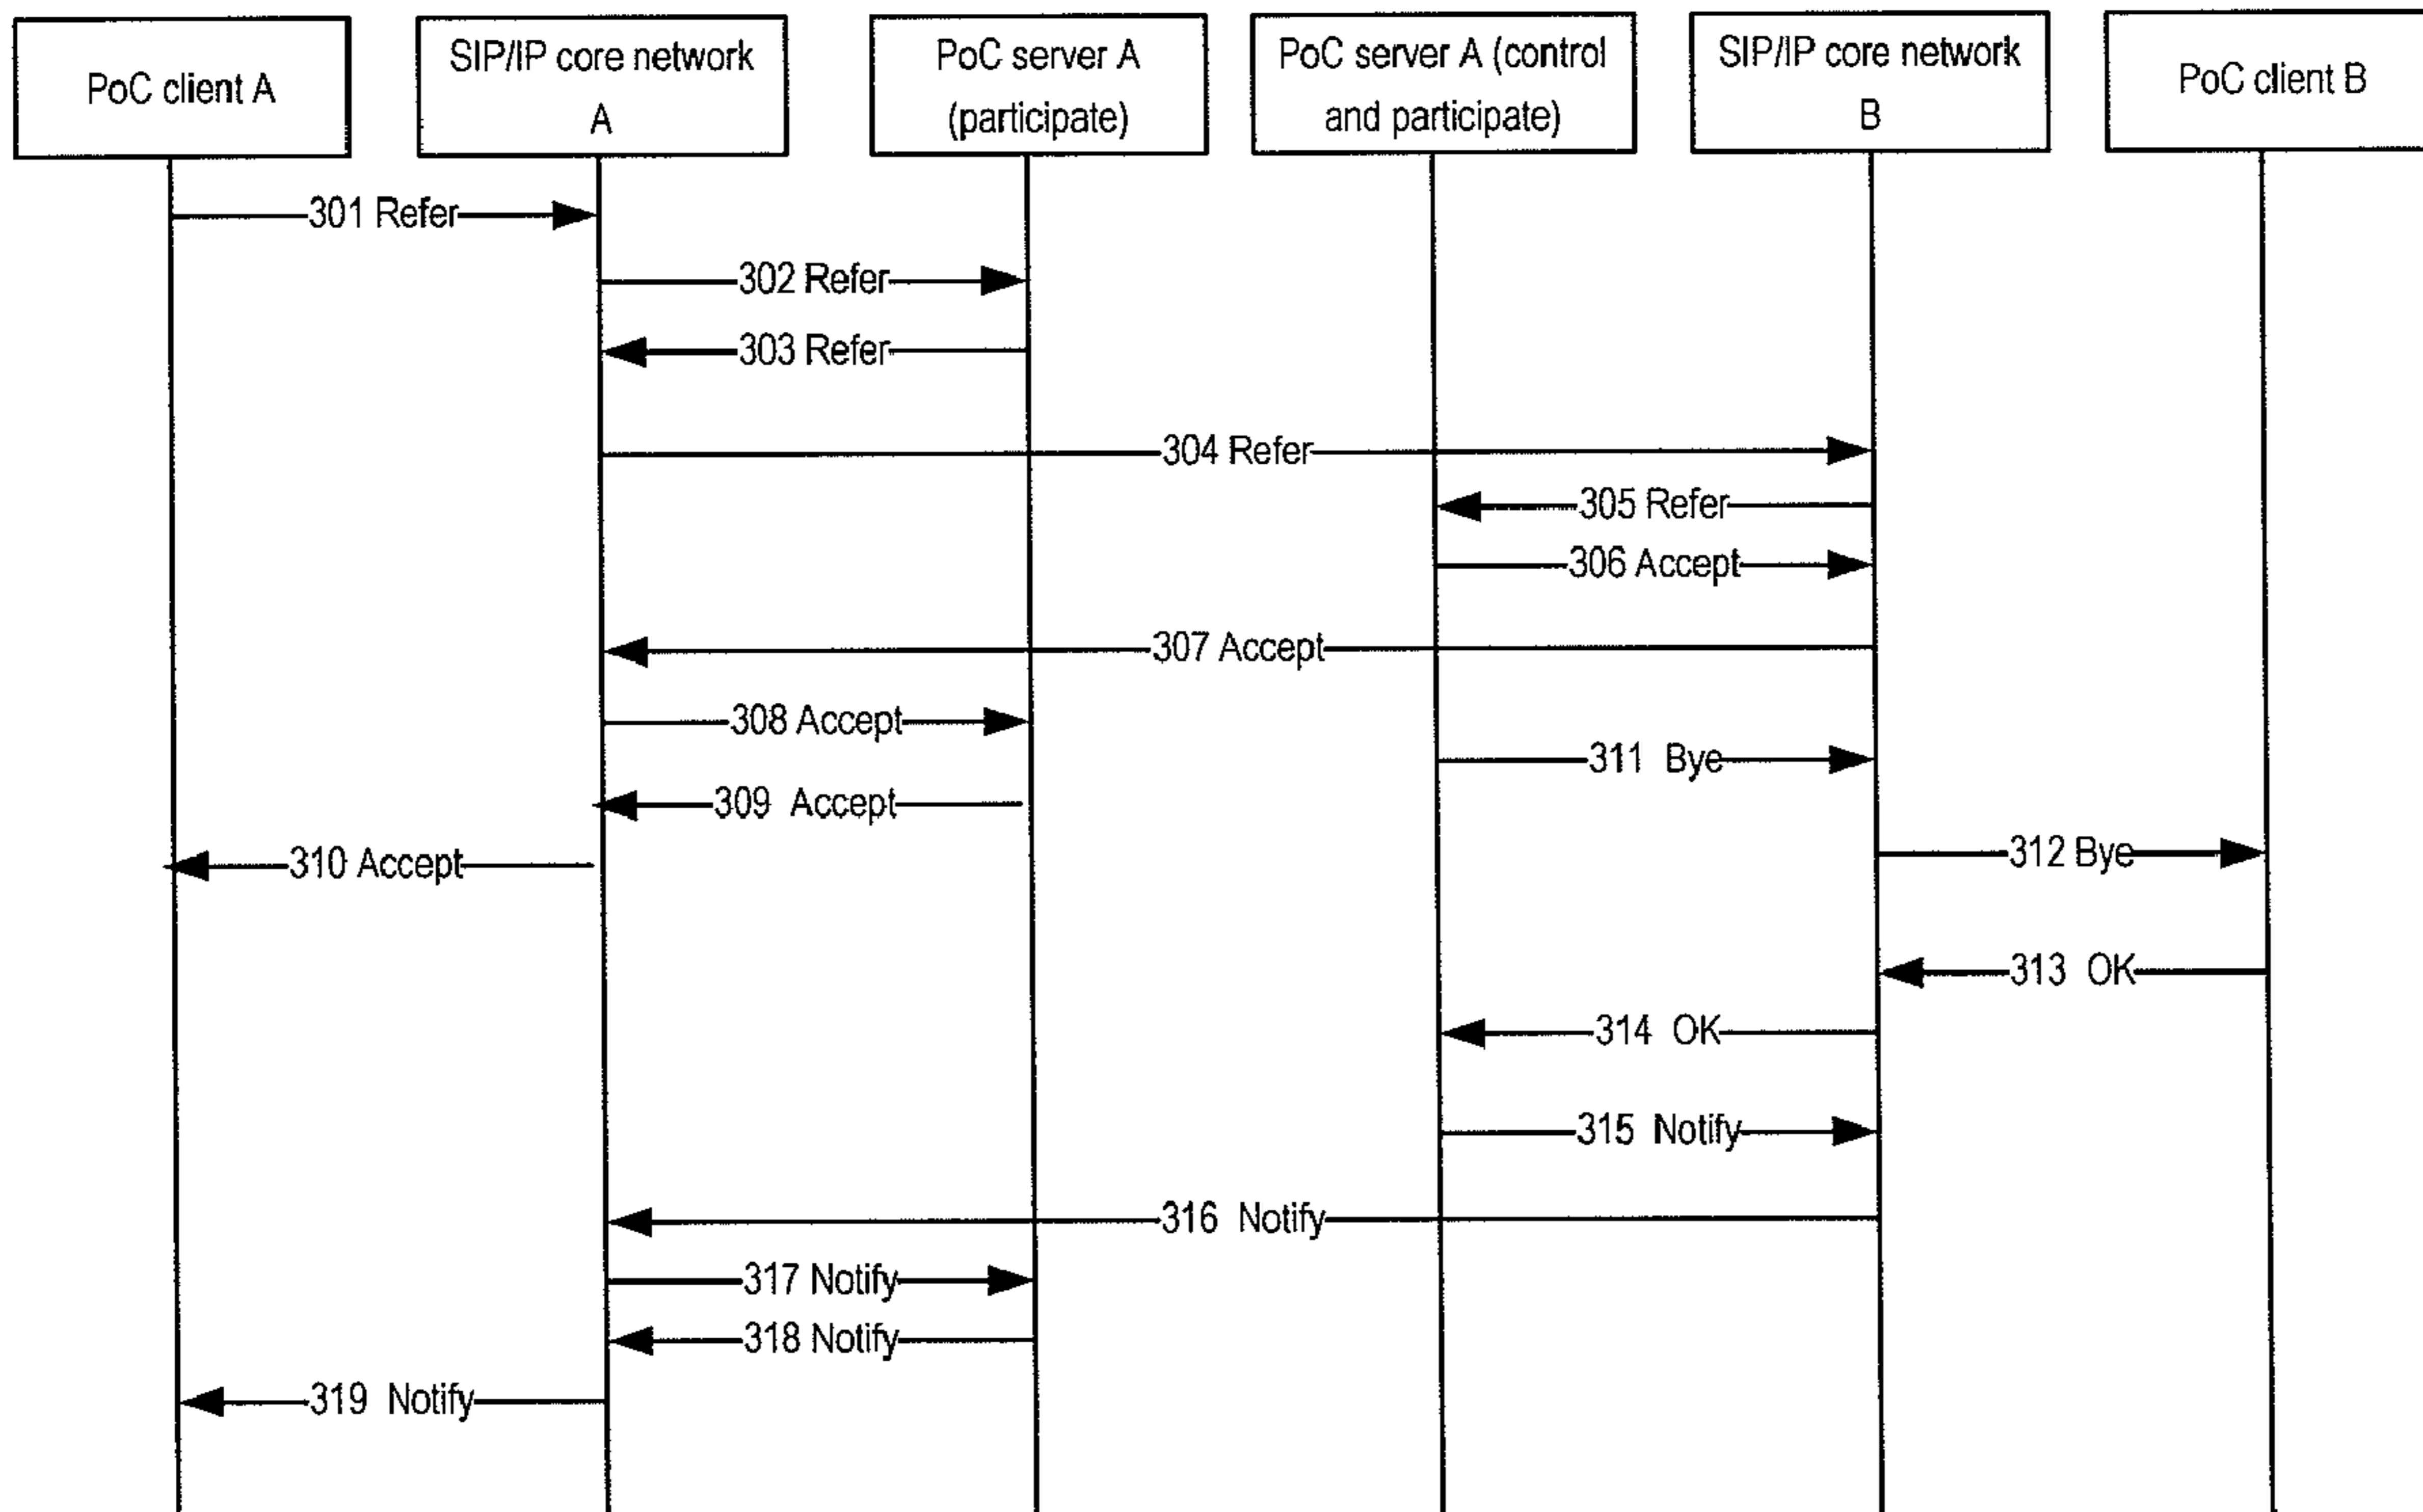 PoC client A
SIP/IP core network
A
PoC server A
(participate)
PoC server A (control
and participate)
SIP/IP core network
B
PoC client B
301 Refer
302 Refer
303 Refer
304 Refer
305 Refer
306 Accept
307 Accept
308 Accept
311 Bye
309 Accept
312 Bye
310 Accept
313 OK
314 OK
315 Notify
316 Notify
317 Notify
318 Notify
319 Notify